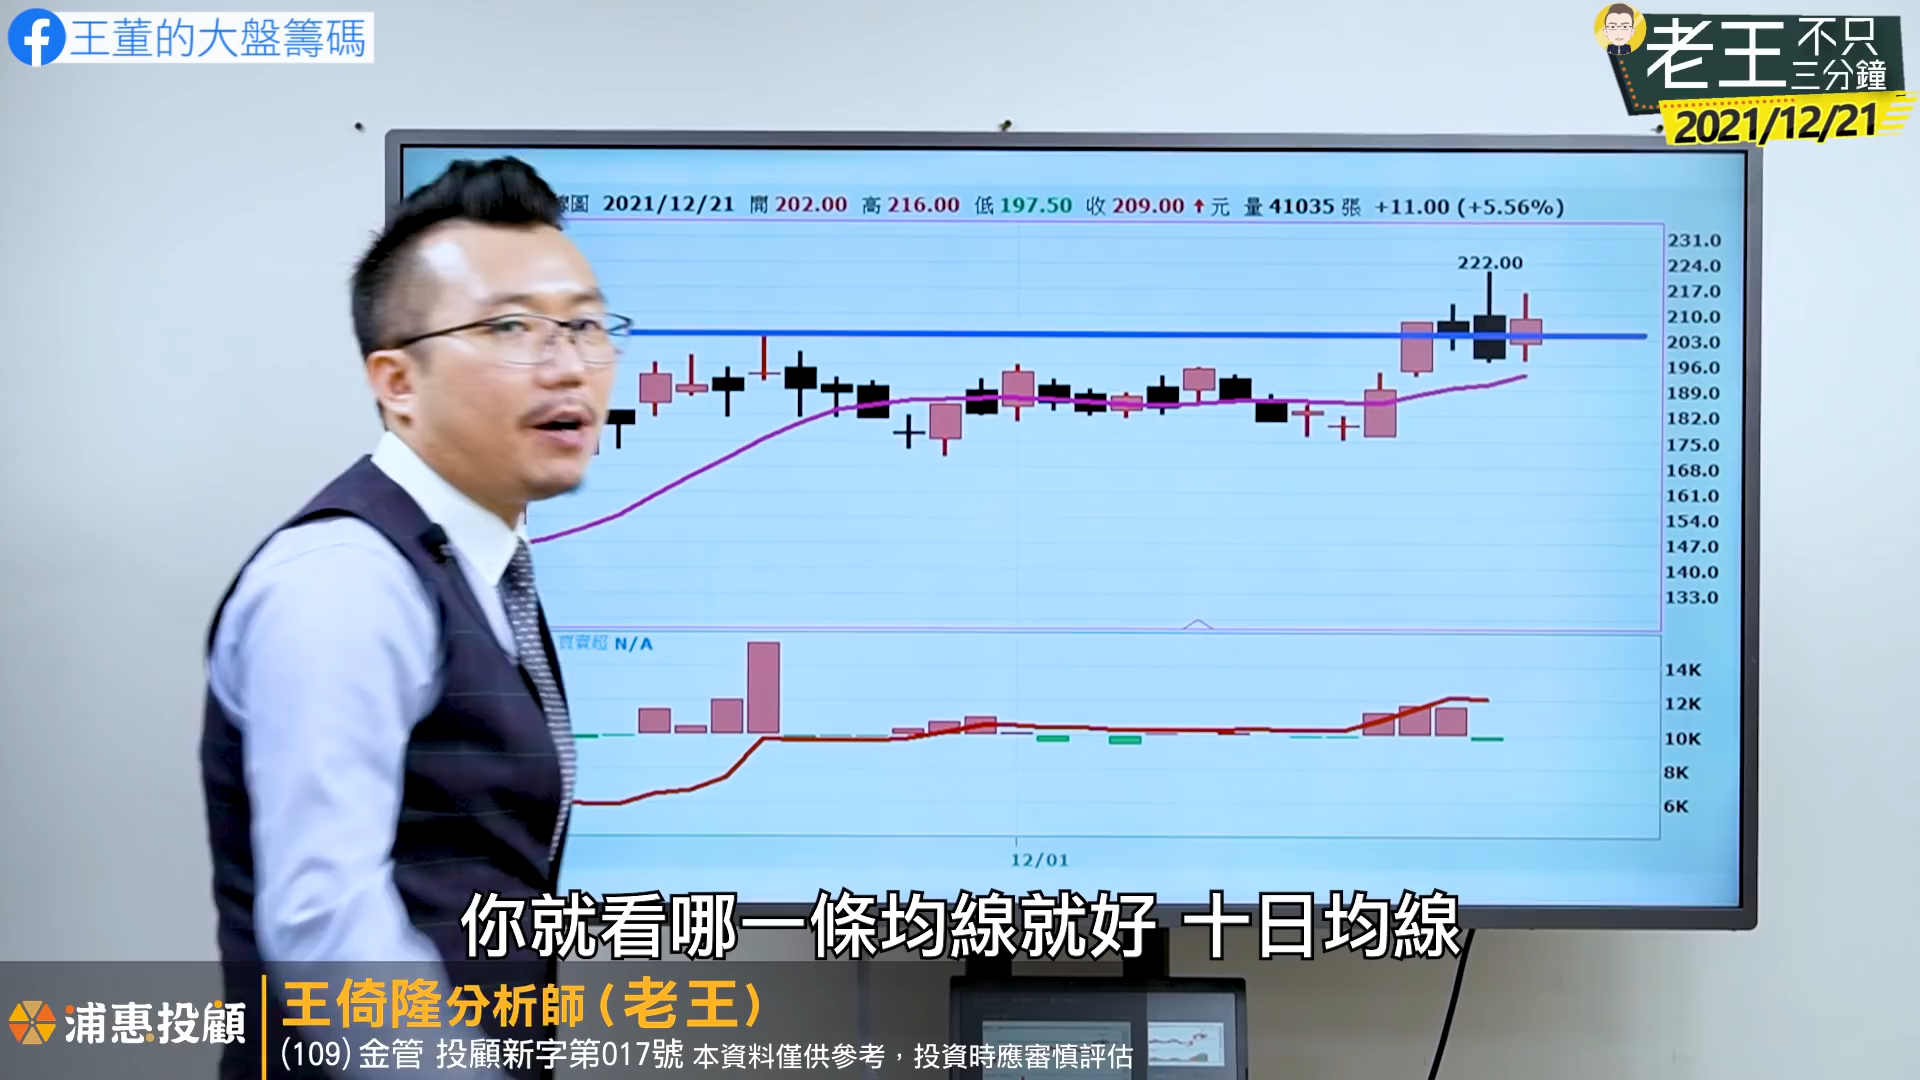 王董的大盤籌碼
老王不只三分鐘
2021/12/21
線圖 2021/12/21 開 202.00 高 216.00 低 197.50 收 209.00 ↑ 元 量 41035 張 +11.00 (+5.56%)
222.00
231.0
224.0
217.0
210.0
203.0
196.0
189.0
182.0
175.0
168.0
161.0
154.0
147.0
140.0
133.0
買賣超 N/A
14K
12K
10K
8K
6K
12/01
你就看哪一條均線就好 十日均線
浦惠投顧
王倚隆分析師(老王)
(109)金管 投顧新字第017號 本資料僅供參考，投資時應審慎評估